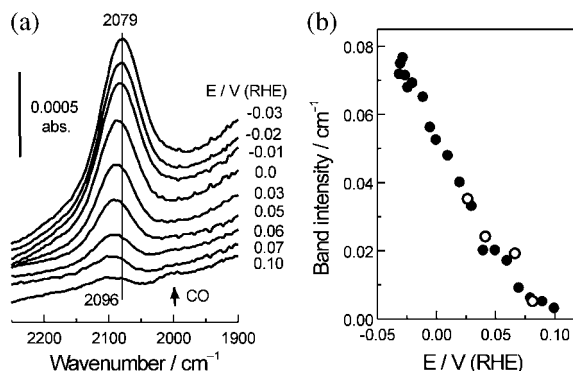 (a)
2079
E / V (RHE)
0.0005
abs.
-0.03
-0.02
-0.01
0.0
0.03
0.05
0.06
0.07
0.10
2096
CO
2200 2100 2000 1900
Wavenumber / cm⁻¹
(b)
0.08
0.06
0.04
0.02
0.00
Band intensity / cm⁻¹
0.00 0.05 0.10
E / V (RHE)